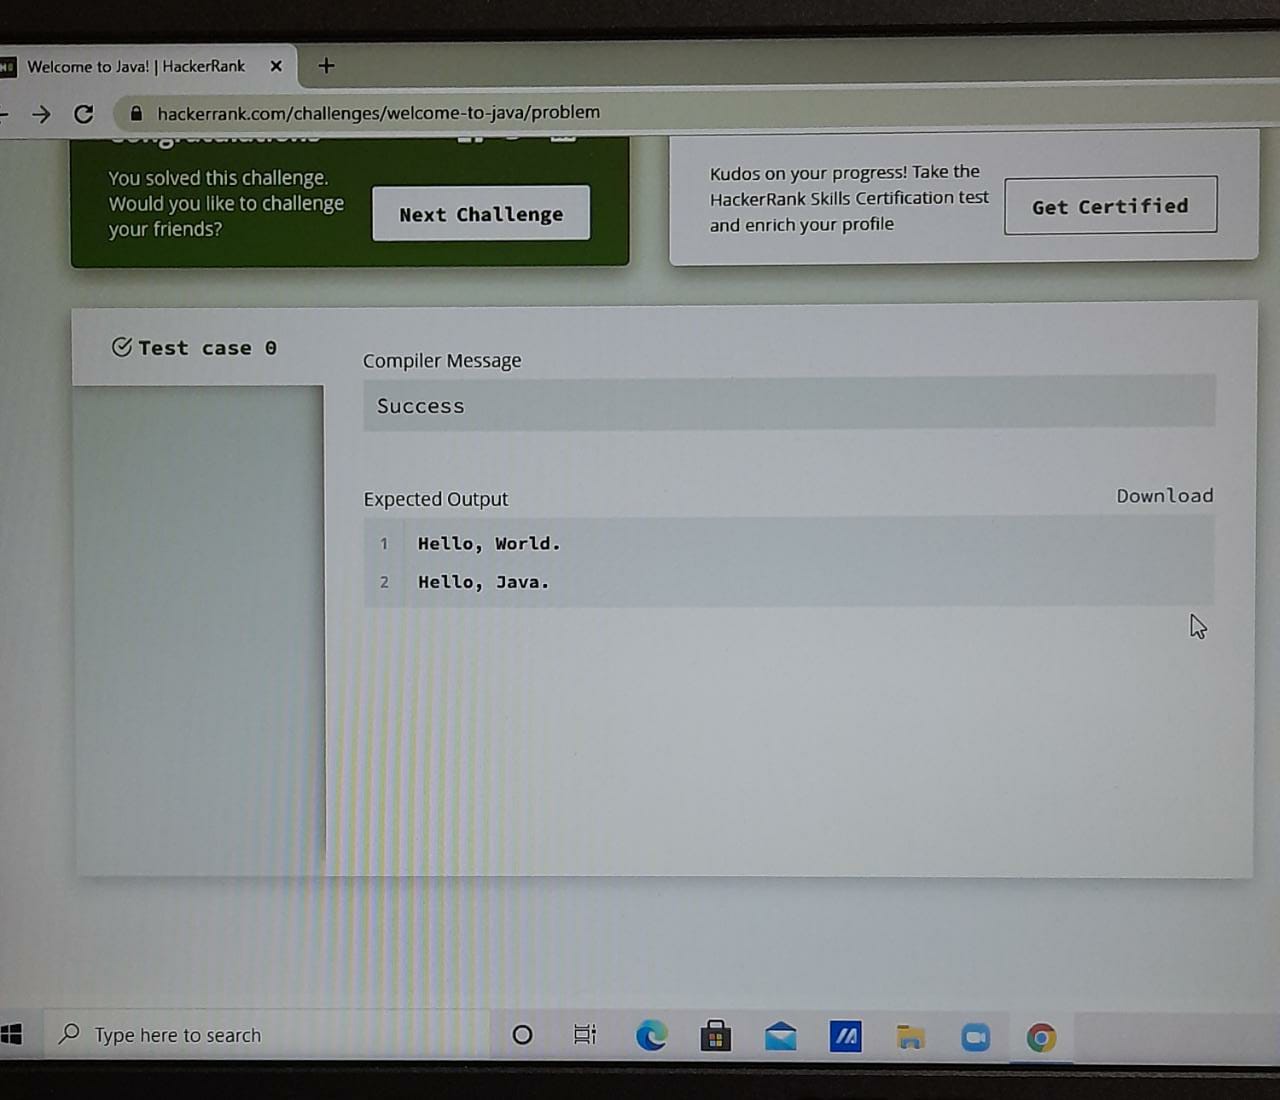 Welcome to Java! | HackerRank
hackerrank.com/challenges/welcome-to-java/problem
Congratulations
You solved this challenge.
Would you like to challenge
your friends?
Next Challenge
Kudos on your progress! Take the
HackerRank Skills Certification test
and enrich your profile
Get Certified
Test case 0
Compiler Message
Success
Expected Output
Download
1 Hello, World.
2 Hello, Java.
Type here to search